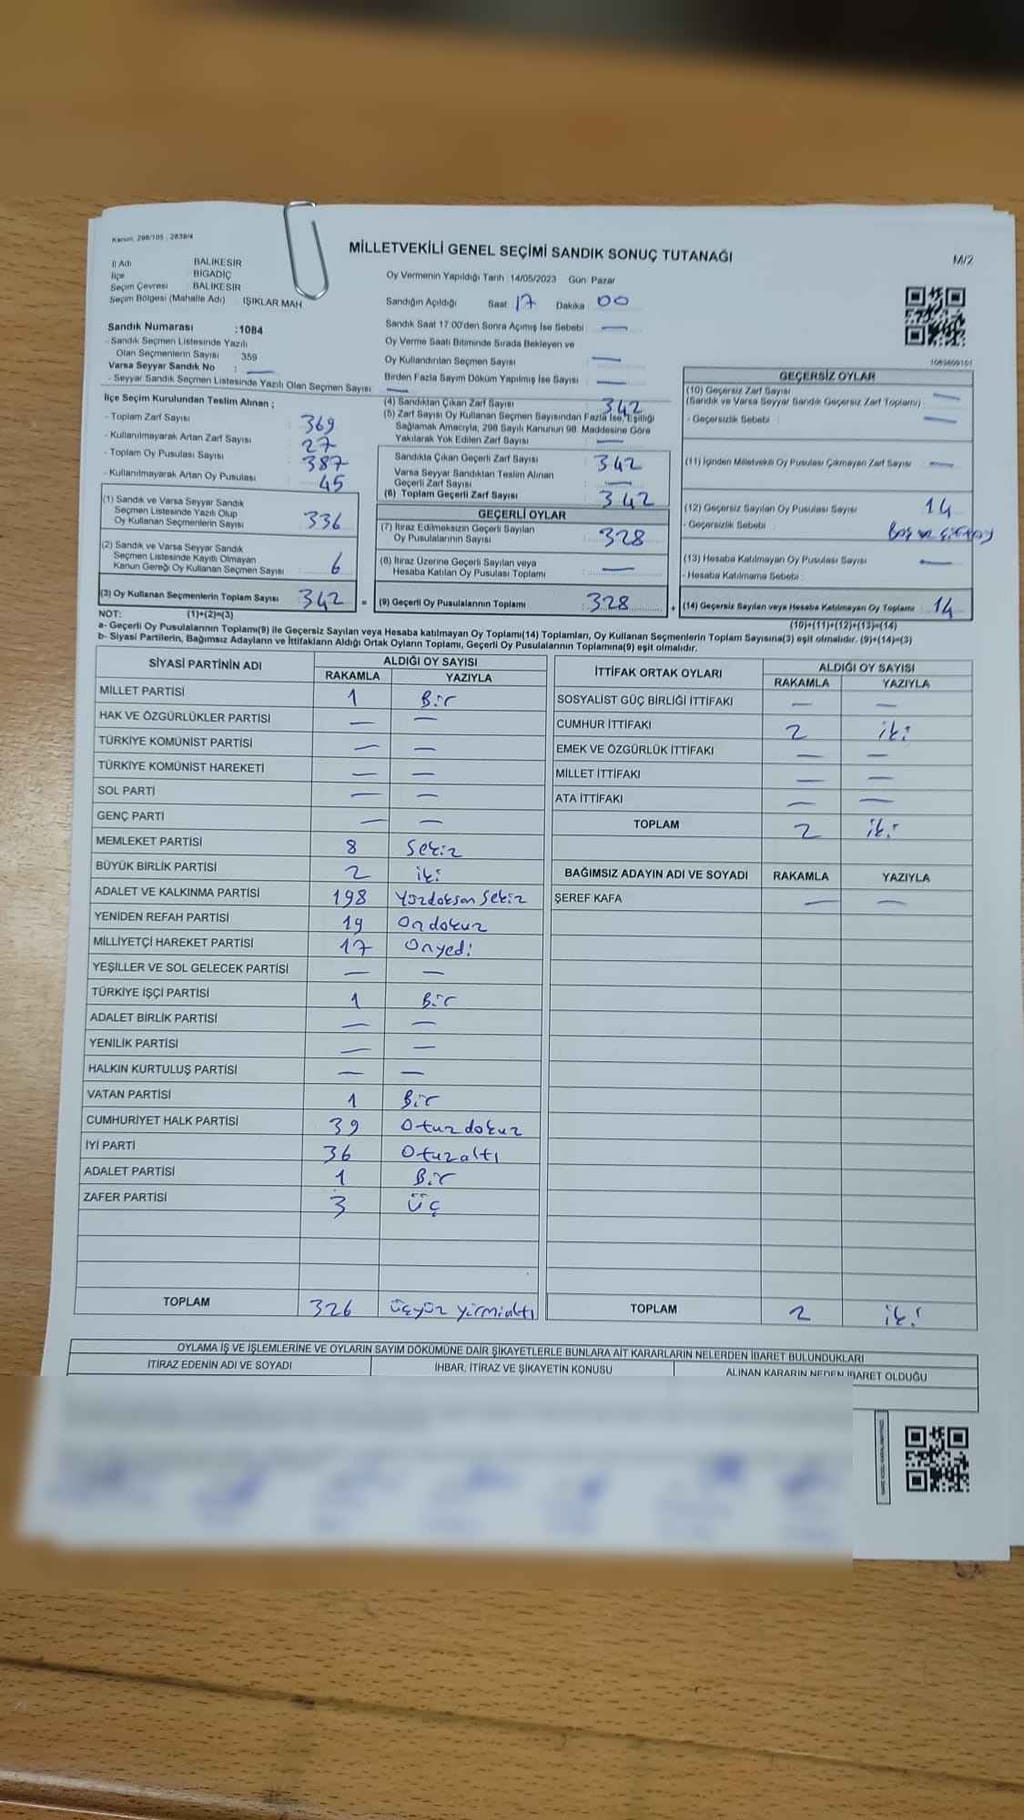 Kanun: 298/105 : 2839/4
MİLLETVEKİLİ GENEL SEÇİMİ SANDIK SONUÇ TUTANAĞI
M/2
İl Adı BALIKESİR
İlçe BİGADİÇ
Seçim Çevresi BALIKESİR
Seçim Bölgesi (Mahalle Adı) IŞIKLAR MAH
Oy Vermenin Yapıldığı Tarih :14/05/2023 Gün: Pazar
Sandığın Açıldığı Saat 17 Dakika 00
Sandık Saat 17.00'den Sonra Açımış İse Sebebi —
Oy Verme Saati Bitiminde Sırada Bekleyen ve
Oy Kullandırılan Seçmen Sayısı —
Birden Fazla Sayım Döküm Yapılmış İse Sayısı —
Sandık Numarası :1084
- Sandık Seçmen Listesinde Yazılı
Olan Seçmenlerin Sayısı 359
Varsa Seyyar Sandık No : —
- Seyyar Sandık Seçmen Listesinde Yazılı Olan Seçmen Sayısı —
İlçe Seçim Kurulundan Teslim Alınan ;
- Toplam Zarf Sayısı : 369
- Kullanılmayarak Artan Zarf Sayısı : 27
- Toplam Oy Pusulası Sayısı : 387
- Kullanılmayarak Artan Oy Pusulası : 45
(1) Sandık ve Varsa Seyyar Sandık
Seçmen Listesinde Yazılı Olup
Oy Kullanan Seçmenlerin Sayısı 336
(2) Sandık ve Varsa Seyyar Sandık
Seçmen Listesinde Kayıtlı Olmayan
Kanun Gereği Oy Kullanan Seçmen Sayısı 6
(3) Oy Kullanan Seçmenlerin Toplam Sayısı 342 =
(4) Sandıktan Çıkan Zarf Sayısı 342
(5) Zarf Sayısı Oy Kullanan Seçmen Sayısından Fazla İse, Eşitliği
Sağlamak Amacıyla, 298 Sayılı Kanunun 98. Maddesine Göre
Yakılarak Yok Edilen Zarf Sayısı —
Sandıkta Çıkan Geçerli Zarf Sayısı 342
Varsa Seyyar Sandıktan Teslim Alınan
Geçerli Zarf Sayısı —
(6) Toplam Geçerli Zarf Sayısı 342
GEÇERLİ OYLAR
(7) İtiraz Edilmeksizin Geçerli Sayılan
Oy Pusulalarının Sayısı 328
(8) İtiraz Üzerine Geçerli Sayılan veya
Hesaba Katılan Oy Pusulası Toplamı —
(9) Geçerli Oy Pusulalarının Toplamı 328 +
GEÇERSİZ OYLAR
(10) Geçersiz Zarf Sayısı
(Sandık ve Varsa Seyyar Sandık Geçersiz Zarf Toplamı) : —
- Geçersizlik Sebebi : —
(11) İçinden Milletvekili Oy Pusulası Çıkmayan Zarf Sayısı —
(12) Geçersiz Sayılan Oy Pusulası Sayısı 14
- Geçersizlik Sebebi : Boş ve
(13) Hesaba Katılmayan Oy Pusulası Sayısı —
- Hesaba Katılmama Sebebi :
(14) Geçersiz Sayılan veya Hesaba Katılmayan Oy Toplamı 14
NOT: (1)+(2)=(3)
(10)+(11)+(12)+(13)=(14)
a- Geçerli Oy Pusulasının Toplamı(9) ile Geçersiz Sayılan veya Hesaba katılmayan Oy Toplamı(14) Toplamları, Oy Kullanan Seçmenlerin Toplam Sayısına(3) eşit olmalıdır. (9)+(14)=(3)
b- Siyasi Partilerin, Bağımsız Adayların ve İttifakların Aldığı Ortak Oyların Toplamı, Geçerli Oy Pusulalarının Toplamına(9) eşit olmalıdır.
SİYASİ PARTİNİN ADI ALDIĞI OY SAYISI
RAKAMLA YAZIYLA
MİLLET PARTİSİ 1 Bir
HAK VE ÖZGÜRLÜKLER PARTİSİ — —
TÜRKİYE KOMÜNİST PARTİSİ — —
TÜRKİYE KOMÜNİST HAREKETİ — —
SOL PARTİ — —
GENÇ PARTİ — —
MEMLEKET PARTİSİ 8 Sekiz
BÜYÜK BİRLİK PARTİSİ 2 iki
ADALET VE KALKINMA PARTİSİ 198 Yüzdoksan Sekiz
YENİDEN REFAH PARTİSİ 19 Ondokuz
MİLLİYETÇİ HAREKET PARTİSİ 17 Onyedi
YEŞİLLER VE SOL GELECEK PARTİSİ — —
TÜRKİYE İŞÇİ PARTİSİ 1 Bir
ADALET BİRLİK PARTİSİ — —
YENİLİK PARTİSİ — —
HALKIN KURTULUŞ PARTİSİ — —
VATAN PARTİSİ 1 Bir
CUMHURİYET HALK PARTİSİ 39 Otuzdokuz
İYİ PARTİ 36 Otuzaltı
ADALET PARTİSİ 1 Bir
ZAFER PARTİSİ 3 Üç
TOPLAM 326 üçyüz yirmialtı
İTTİFAK ORTAK OYLARI ALDIĞI OY SAYISI
RAKAMLA YAZIYLA
SOSYALİST GÜÇ BİRLİĞİ İTTİFAKI — —
CUMHUR İTTİFAKI 2 iki
EMEK VE ÖZGÜRLÜK İTTİFAKI — —
MİLLET İTTİFAKI — —
ATA İTTİFAKI — —
TOPLAM 2 iki
BAĞIMSIZ ADAYIN ADI VE SOYADI RAKAMLA YAZIYLA
ŞEREF KAFA — —
TOPLAM 2 iki
OYLAMA İŞ VE İŞLEMLERİNE VE OYLARIN SAYIM DÖKÜMÜNE DAİR ŞİKAYETLERLE BUNLARA AİT KARARLARIN NELERDEN İBARET BULUNDUKLARI
İTİRAZ EDENİN ADI VE SOYADI İHBAR, İTİRAZ VE ŞİKAYETİN KONUSU ALINAN KARARIN NEDEN İBARET OLDUĞU